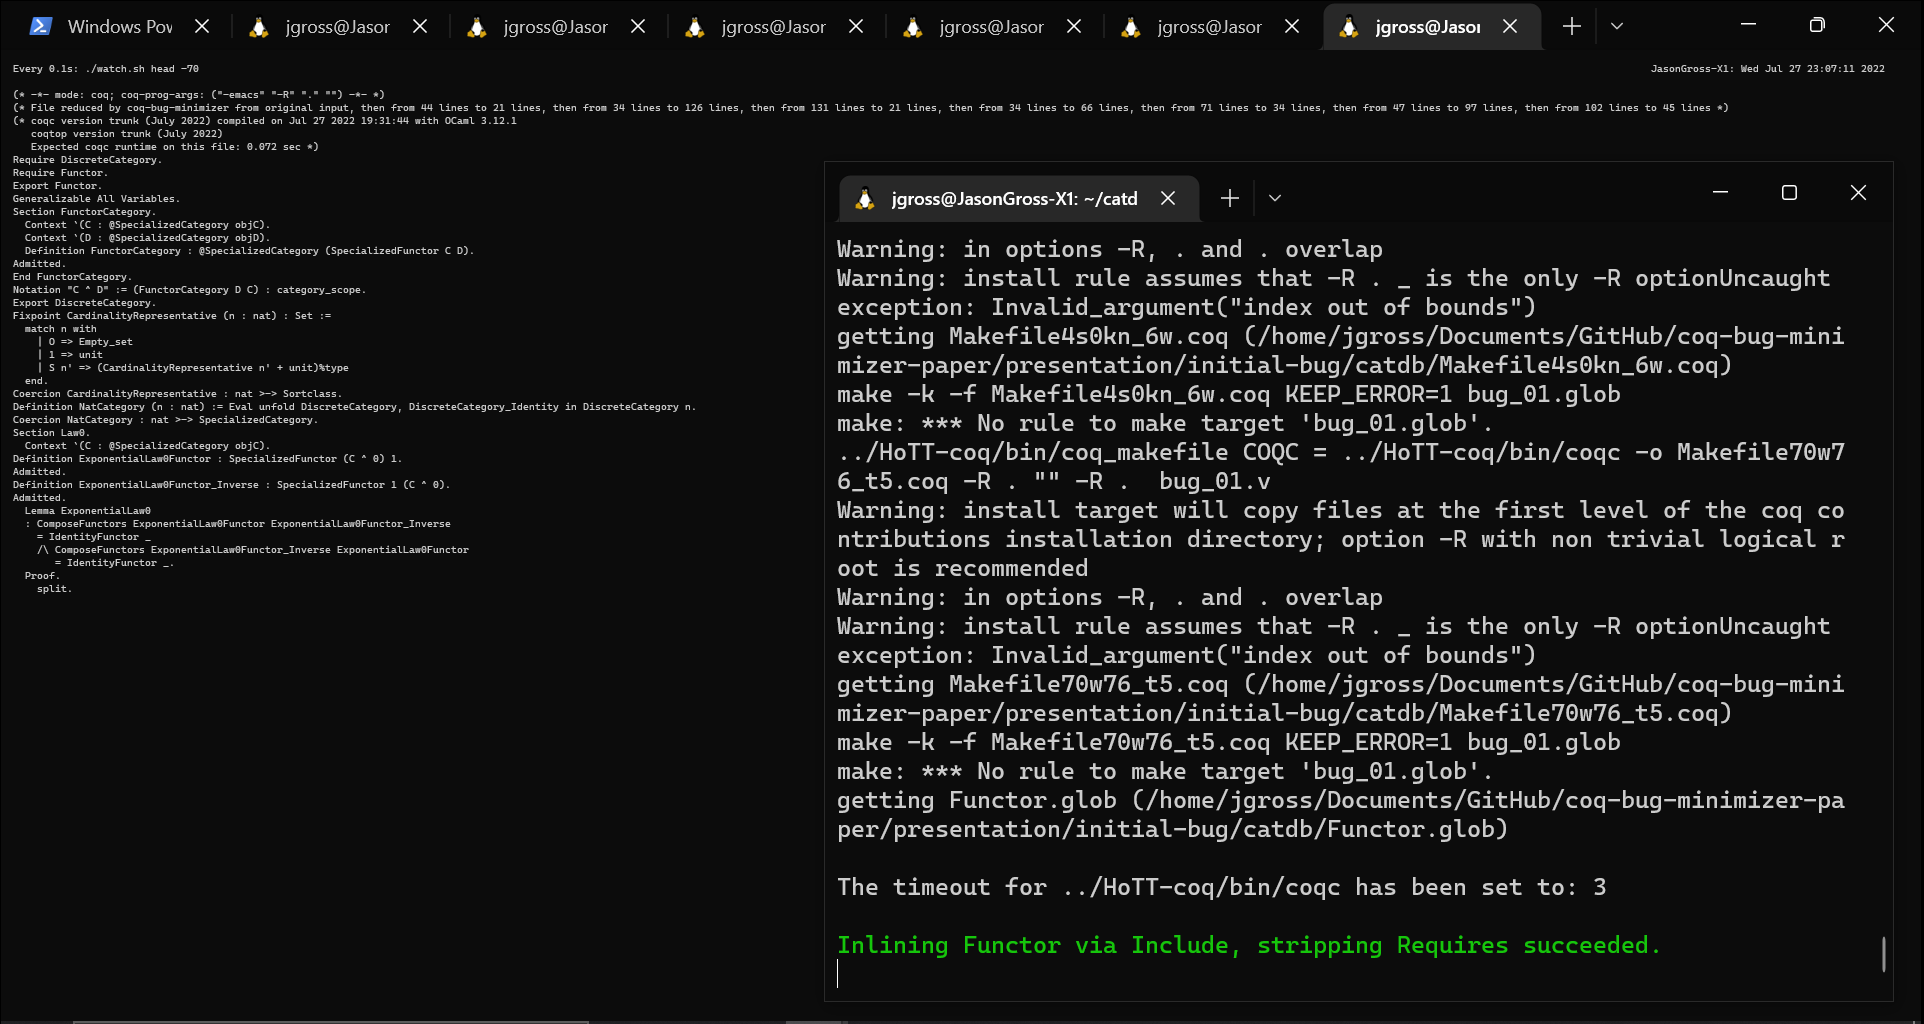 Windows Pov
jgross@Jasor
jgross@Jasor
jgross@Jasor
jgross@Jasor
jgross@Jasor
jgross@Jasor
Every 0.1s: ./watch.sh head -70
JasonGross-X1: Wed Jul 27 23:07:11 2022
(* -*- mode: coq; coq-prog-args: ("-emacs" "-R" "." "") -*- *)
(* File reduced by coq-bug-minimizer from original input, then from 44 lines to 21 lines, then from 34 lines to 126 lines, then from 131 lines to 21 lines, then from 34 lines to 66 lines, then from 71 lines to 34 lines, then from 47 lines to 97 lines, then from 102 lines to 45 lines *)
(* coqc version trunk (July 2022) compiled on Jul 27 2022 19:31:44 with OCaml 3.12.1
coqtop version trunk (July 2022)
Expected coqc runtime on this file: 0.072 sec *)
Require DiscreteCategory.
Require Functor.
Export Functor.
Generalizable All Variables.
Section FunctorCategory.
Context `(C : @SpecializedCategory objC).
Context `(D : @SpecializedCategory objD).
Definition FunctorCategory : @SpecializedCategory (SpecializedFunctor C D).
Admitted.
End FunctorCategory.
Notation "C ^ D" := (FunctorCategory D C) : category_scope.
Export DiscreteCategory.
Fixpoint CardinalityRepresentative (n : nat) : Set :=
match n with
| O => Empty_set
| 1 => unit
| S n' => (CardinalityRepresentative n' + unit)%type
end.
Coercion CardinalityRepresentative : nat >-> Sortclass.
Definition NatCategory (n : nat) := Eval unfold DiscreteCategory, DiscreteCategory_Identity in DiscreteCategory n.
Coercion NatCategory : nat >-> SpecializedCategory.
Section Law0.
Context `(C : @SpecializedCategory objC).
Definition ExponentialLaw0Functor : SpecializedFunctor (C ^ 0) 1.
Admitted.
Definition ExponentialLaw0Functor_Inverse : SpecializedFunctor 1 (C ^ 0).
Admitted.
Lemma ExponentialLaw0
: ComposeFunctors ExponentialLaw0Functor ExponentialLaw0Functor_Inverse
= IdentityFunctor _
/\ ComposeFunctors ExponentialLaw0Functor_Inverse ExponentialLaw0Functor
= IdentityFunctor _.
Proof.
split.
jgross@JasonGross-X1: ~/catd
Warning: in options -R, . and . overlap
Warning: install rule assumes that -R . _ is the only -R optionUncaught
exception: Invalid_argument("index out of bounds")
getting Makefile4s0kn_6w.coq (/home/jgross/Documents/GitHub/coq-bug-mini
mizer-paper/presentation/initial-bug/catdb/Makefile4s0kn_6w.coq)
make -k -f Makefile4s0kn_6w.coq KEEP_ERROR=1 bug_01.glob
make: *** No rule to make target 'bug_01.glob'.
../HoTT-coq/bin/coq_makefile COQC = ../HoTT-coq/bin/coqc -o Makefile70w7
6_t5.coq -R . "" -R .  bug_01.v
Warning: install target will copy files at the first level of the coq co
ntributions installation directory; option -R with non trivial logical r
oot is recommended
Warning: in options -R, . and . overlap
Warning: install rule assumes that -R . _ is the only -R optionUncaught
exception: Invalid_argument("index out of bounds")
getting Makefile70w76_t5.coq (/home/jgross/Documents/GitHub/coq-bug-mini
mizer-paper/presentation/initial-bug/catdb/Makefile70w76_t5.coq)
make -k -f Makefile70w76_t5.coq KEEP_ERROR=1 bug_01.glob
make: *** No rule to make target 'bug_01.glob'.
getting Functor.glob (/home/jgross/Documents/GitHub/coq-bug-minimizer-pa
per/presentation/initial-bug/catdb/Functor.glob)
The timeout for ../HoTT-coq/bin/coqc has been set to: 3
Inlining Functor via Include, stripping Requires succeeded.